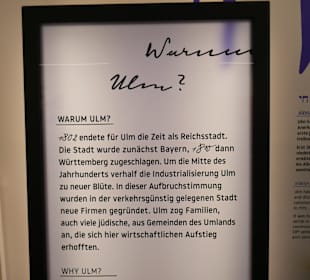 Warum
Ulm?
WARUM ULM?
1802 endete für Ulm die Zeit als Reichsstadt.
Die Stadt wurde zunächst Bayern, 1810 dann
Württemberg zugeschlagen. Um die Mitte des
Jahrhunderts verhalf die Industrialisierung Ulm
zu neuer Blüte. In dieser Aufbruchstimmung
wurden in der verkehrsgünstig gelegenen Stadt
neue Firmen gegründet. Ulm zog Familien,
auch viele jüdische, aus Gemeinden des Umlands
an, die sich hier wirtschaftlichen Aufstieg
erhofften.
WHY ULM?